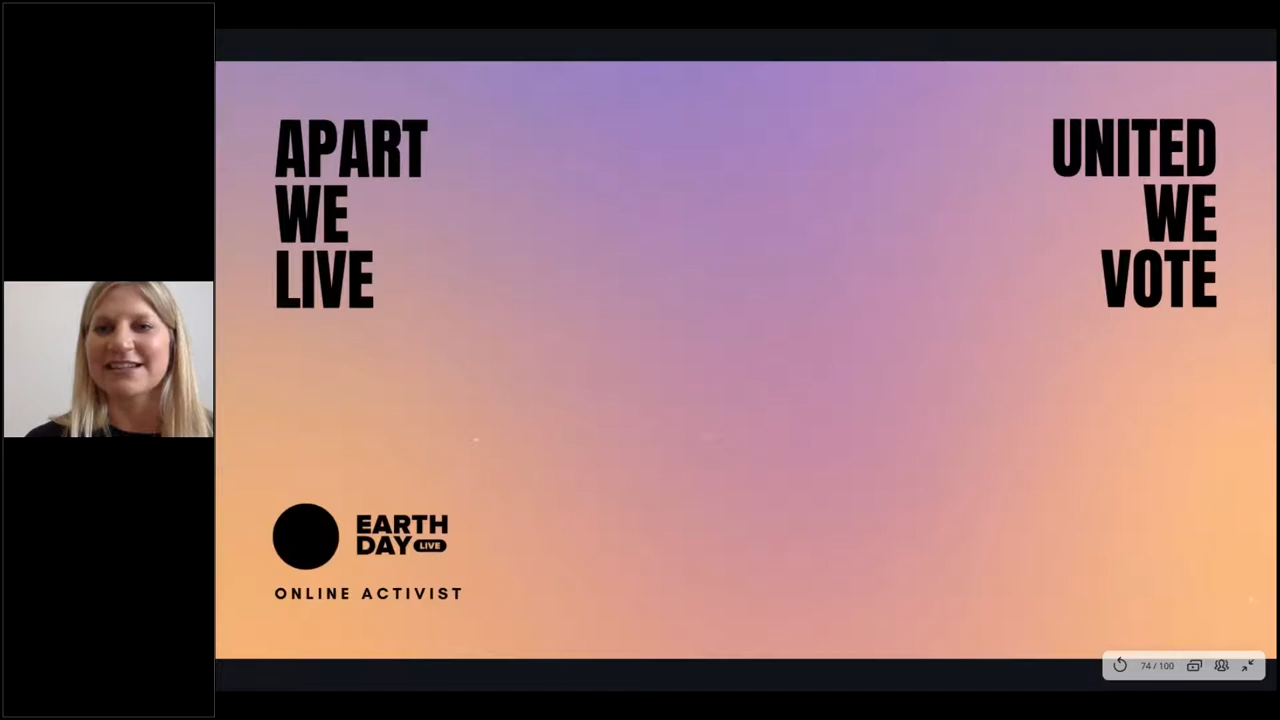 APART
WE
LIVE
UNITED
WE
VOTE
EARTH
DAY LIVE
ONLINE ACTIVIST
74 / 100